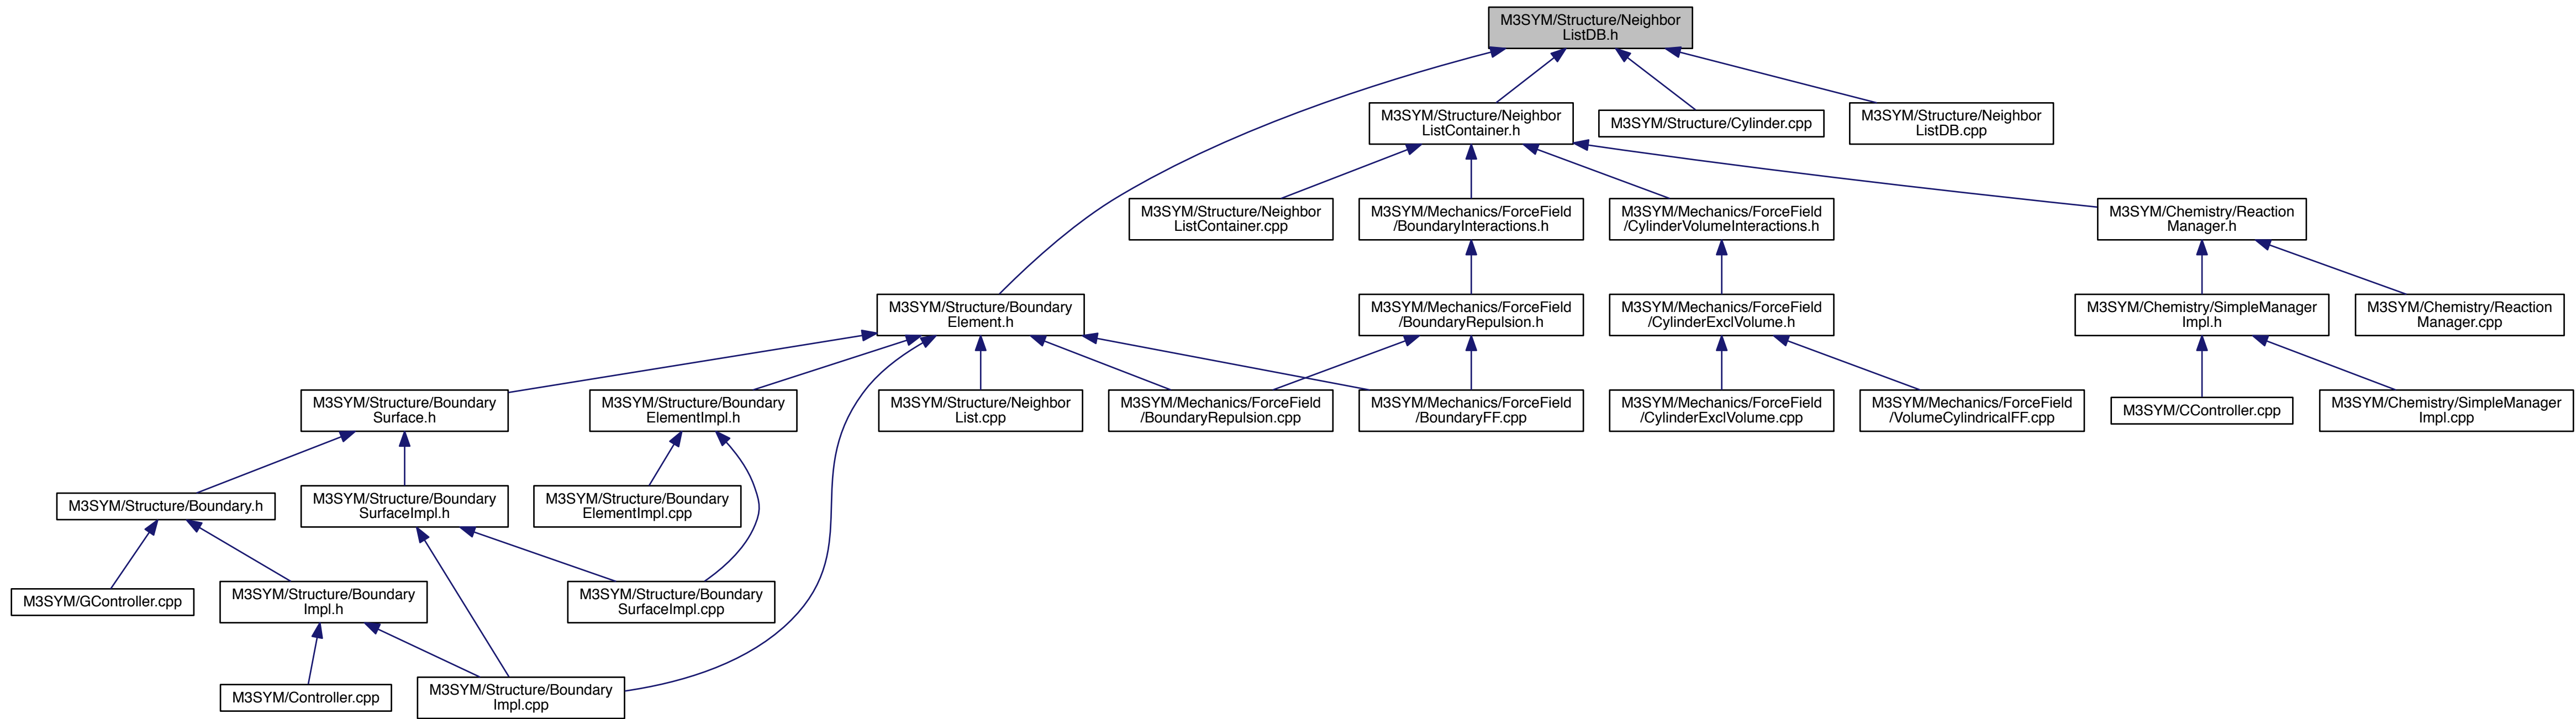 M3SYM/Structure/Neighbor
ListDB.h
M3SYM/Structure/Neighbor
ListContainer.h
M3SYM/Structure/Cylinder.cpp
M3SYM/Structure/Neighbor
ListDB.cpp
M3SYM/Structure/Neighbor
ListContainer.cpp
M3SYM/Mechanics/ForceField
/BoundaryInteractions.h
M3SYM/Mechanics/ForceField
/CylinderVolumeInteractions.h
M3SYM/Chemistry/Reaction
Manager.h
M3SYM/Structure/Boundary
Element.h
M3SYM/Mechanics/ForceField
/BoundaryRepulsion.h
M3SYM/Mechanics/ForceField
/CylinderExclVolume.h
M3SYM/Chemistry/SimpleManager
Impl.h
M3SYM/Chemistry/Reaction
Manager.cpp
M3SYM/Structure/Boundary
Surface.h
M3SYM/Structure/Boundary
ElementImpl.h
M3SYM/Structure/Neighbor
List.cpp
M3SYM/Mechanics/ForceField
/BoundaryRepulsion.cpp
M3SYM/Mechanics/ForceField
/BoundaryFF.cpp
M3SYM/Mechanics/ForceField
/CylinderExclVolume.cpp
M3SYM/Mechanics/ForceField
/VolumeCylindricalFF.cpp
M3SYM/CController.cpp
M3SYM/Chemistry/SimpleManager
Impl.cpp
M3SYM/Structure/Boundary.h
M3SYM/Structure/Boundary
SurfaceImpl.h
M3SYM/Structure/Boundary
ElementImpl.cpp
M3SYM/GController.cpp
M3SYM/Structure/Boundary
Impl.h
M3SYM/Structure/Boundary
SurfaceImpl.cpp
M3SYM/Controller.cpp
M3SYM/Structure/Boundary
Impl.cpp